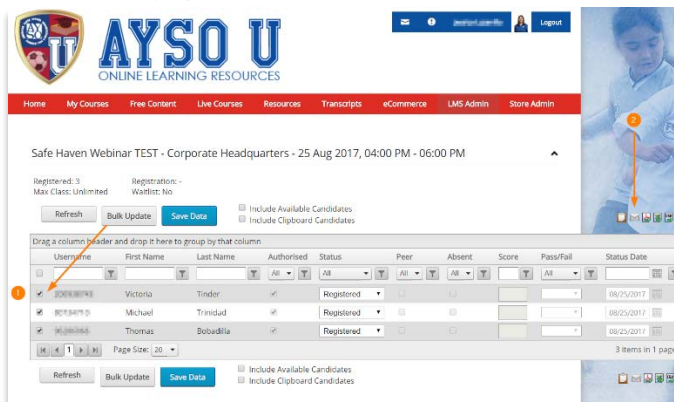 AYSO U
ONLINE LEARNING RESOURCES
Logout
Home My Courses Free Content Live Courses Resources Transcripts eCommerce LMS Admin Store Admin
2
Safe Haven Webinar TEST - Corporate Headquarters - 25 Aug 2017, 04:00 PM - 06:00 PM
Registered: 3 Registration: -
Max Class: Unlimited Waitlist: No
Refresh Bulk Update Save Data Include Available Candidates
Include Clipboard Candidates
Drag a column header and drop it here to group by that column
Username First Name Last Name Authorised Status Peer Absent Score Pass/Fail Status Date
All All All All All
1 Victoria Tinder Registered 08/25/2017
Michael Trinidad Registered 08/25/2017
Thomas Bobadilla Registered 08/25/2017
1 Page Size: 20 3 items in 1 page
Refresh Bulk Update Save Data Include Available Candidates
Include Clipboard Candidates